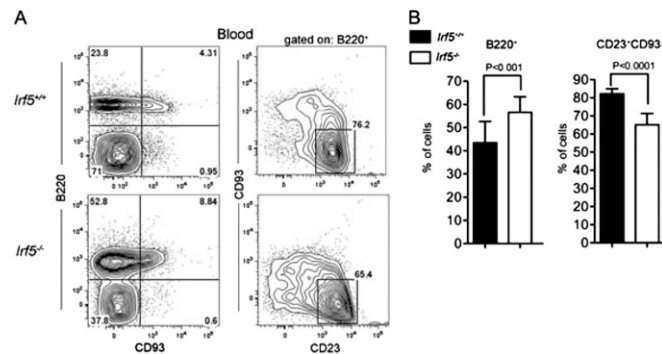 A
Blood
gated on: B220⁺
23.8
4.31
Irf5⁺/⁺
71
0.95
76.2
B220
CD93
52.8
8.84
Irf5⁻/⁻
37.8
0.6
65.4
CD93
CD23
B
Irf5⁺/⁺
Irf5⁻/⁻
B220⁺
P<0.001
% of cells
70
60
50
40
30
20
10
0
CD23⁺CD93⁻
P<0.0001
% of cells
90
80
70
60
50
40
30
20
10
0